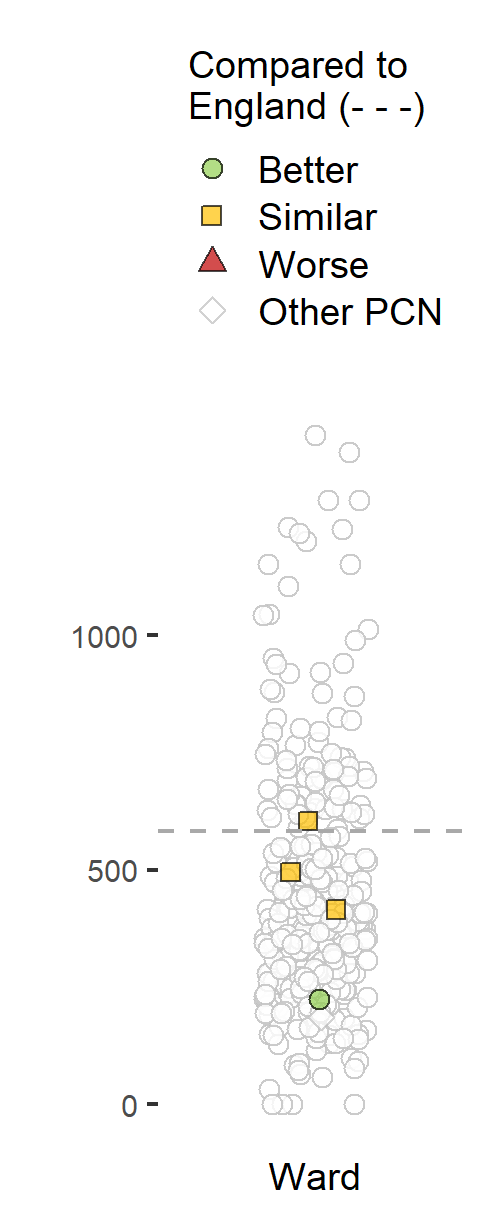 Compared to
England (- - -)
Better
Similar
Worse
Other PCN
1000
500
0
Ward